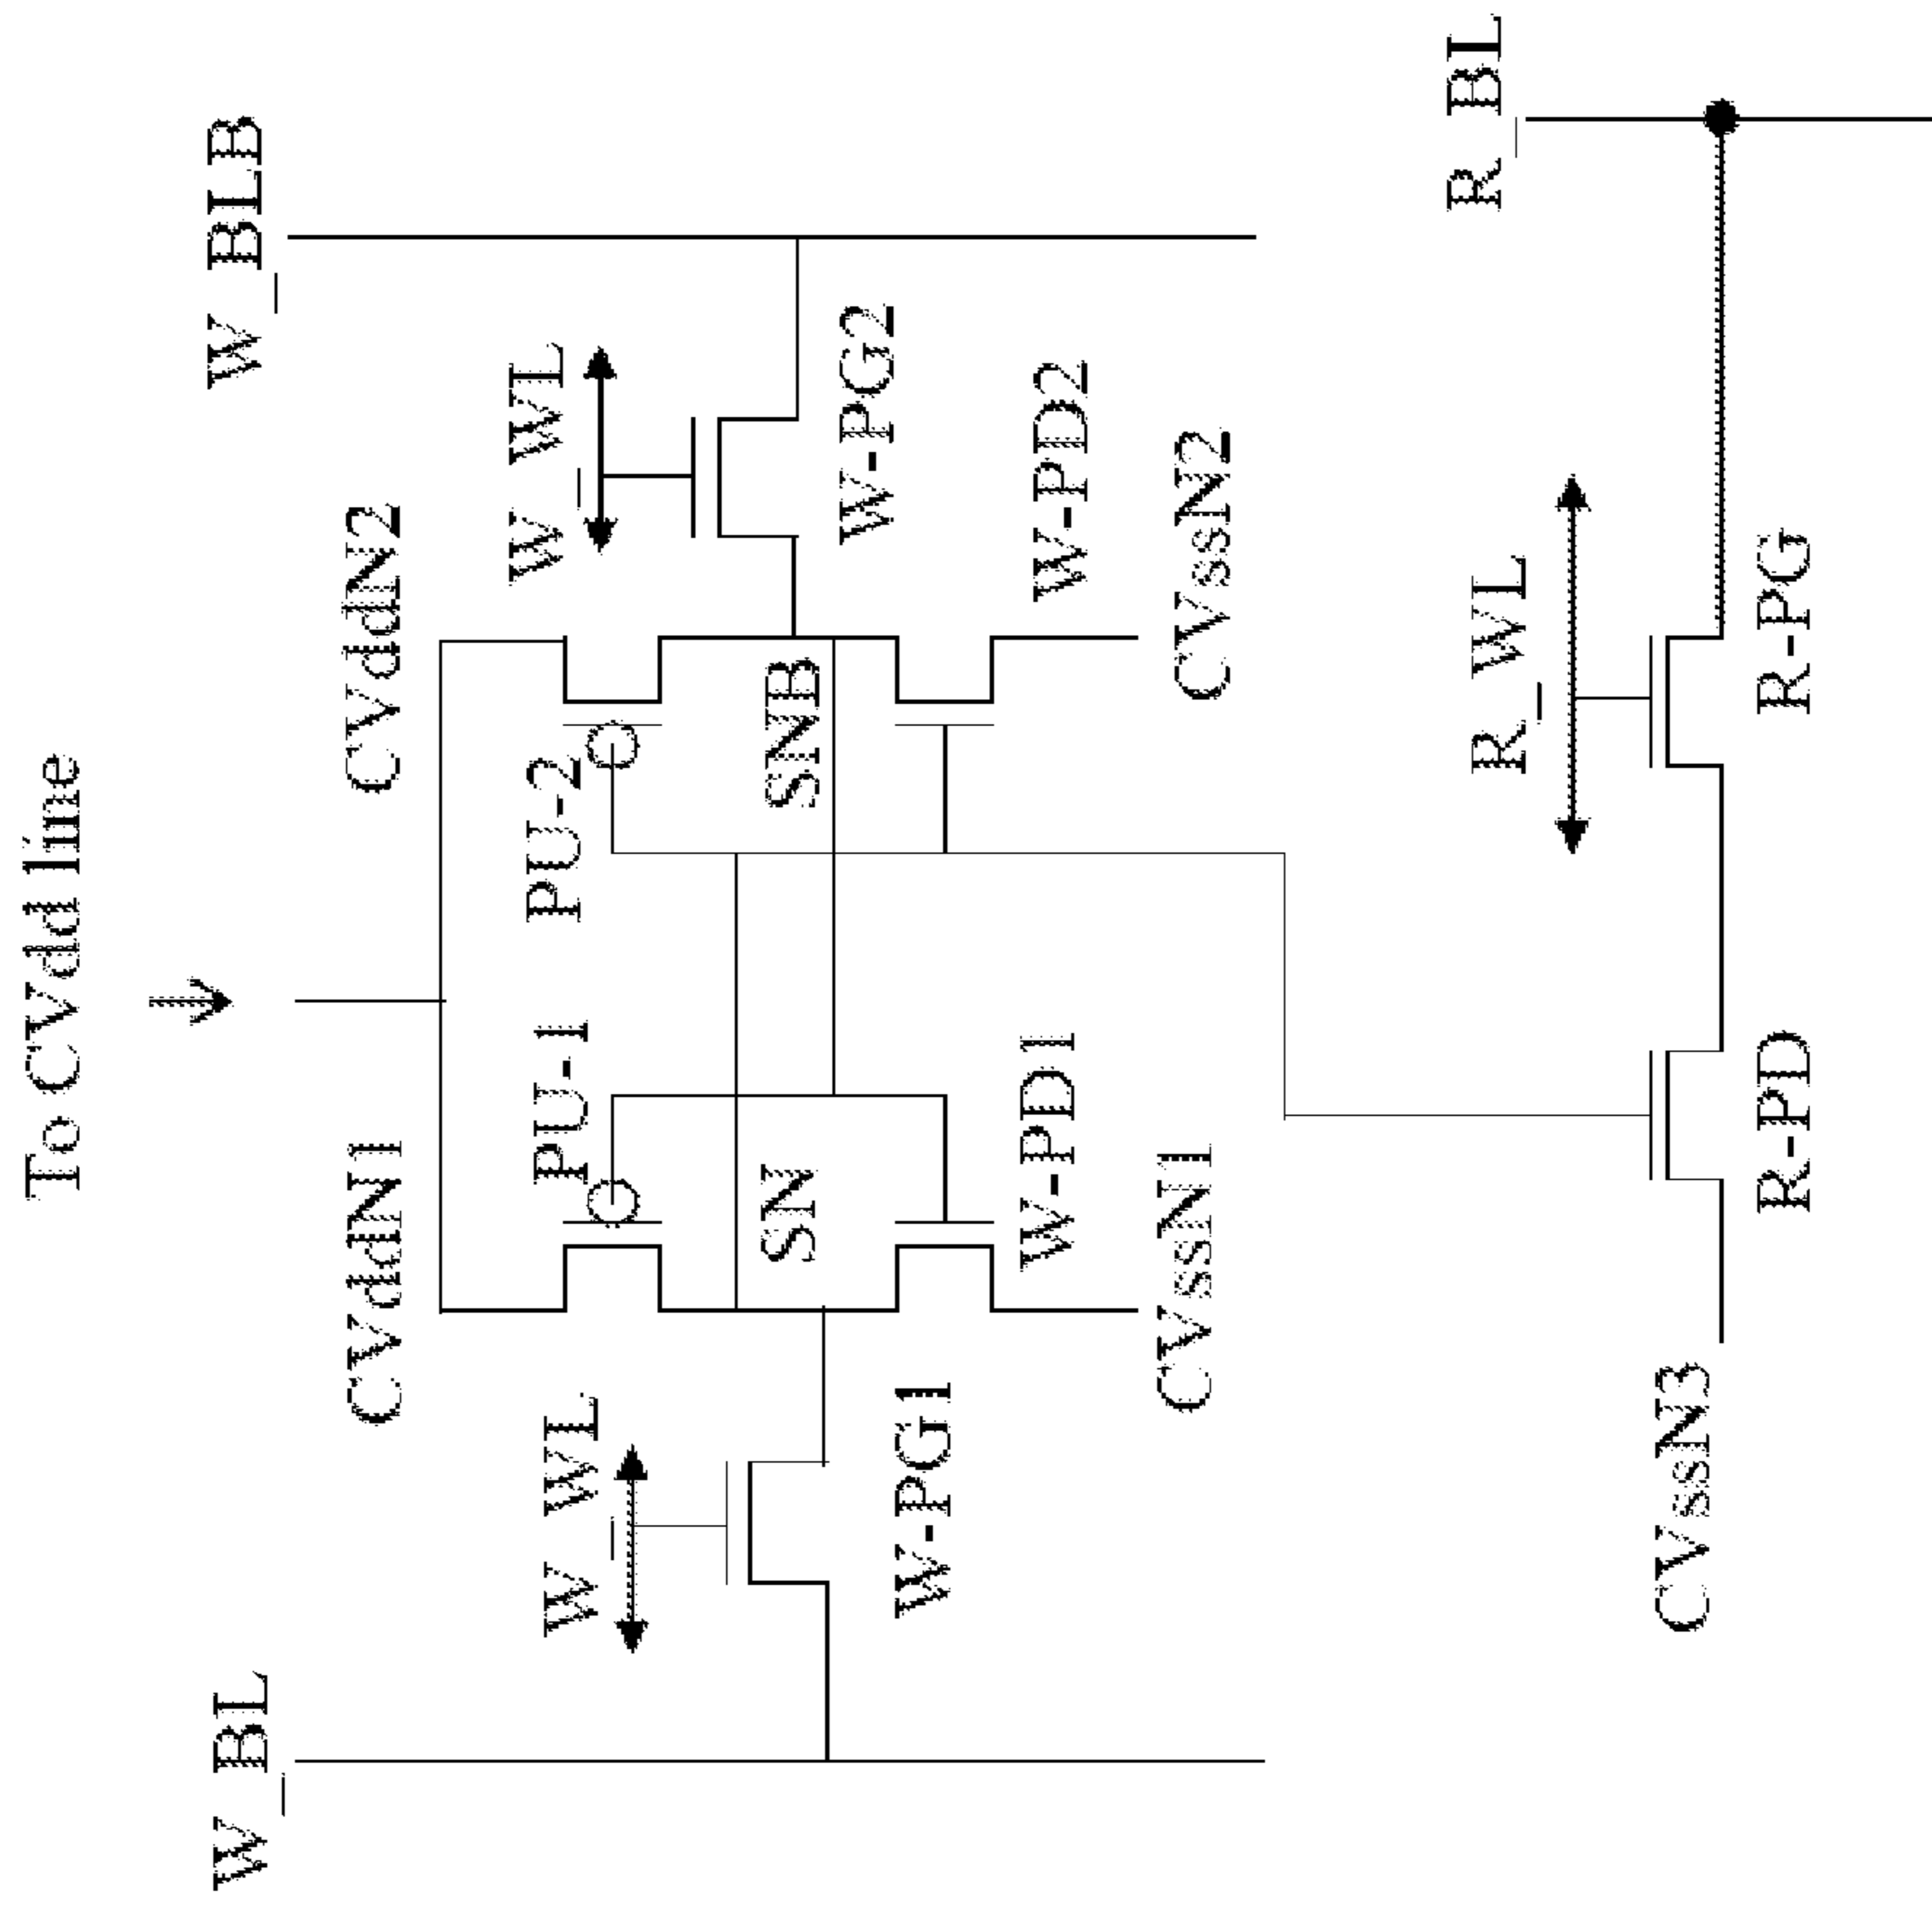 To CVdd line
W_BL
W_BLB
CVddN1
CVddN2
W_WL
PU-1
PU-2
W_WL
SN
SNB
W-PG1
W-PG2
W-PD1
W-PD2
CVssN1
CVssN2
R_BL
R_WL
CVssN3
R-PD
R-PG